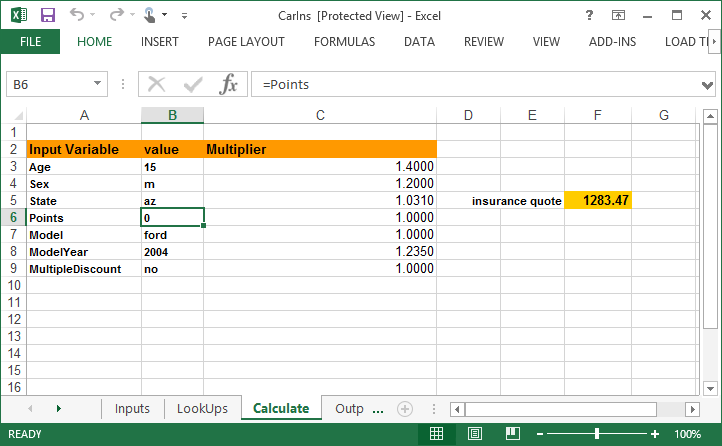 CarIns [Protected View] - Excel
FILE HOME INSERT PAGE LAYOUT FORMULAS DATA REVIEW VIEW ADD-INS LOAD TI
B6 fx =Points
A B C D E F G
1
2 Input Variable value Multiplier
3 Age 15 1.4000
4 Sex m 1.2000
5 State az 1.0310 insurance quote 1283.47
6 Points 0 1.0000
7 Model ford 1.0000
8 ModelYear 2004 1.2350
9 MultipleDiscount no 1.0000
10
11
12
13
14
15
16
Inputs LookUps Calculate Outp ...
READY 100%